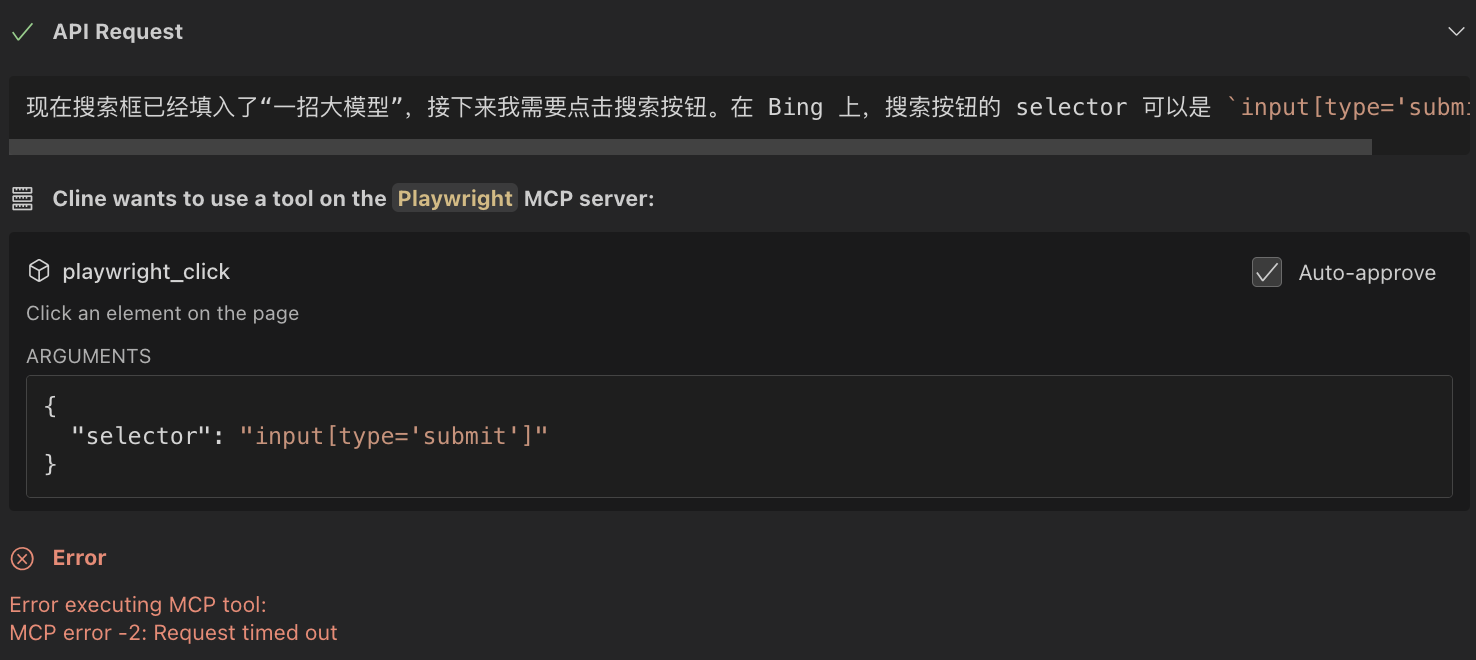 API Request
现在搜索框已经填入了“一招大模型”，接下来我需要点击搜索按钮。在 Bing 上，搜索按钮的 selector 可以是 `input[type='submi
Cline wants to use a tool on the Playwright MCP server:
playwright_click
Auto-approve
Click an element on the page
ARGUMENTS
{
"selector": "input[type='submit']"
}
Error
Error executing MCP tool:
MCP error -2: Request timed out